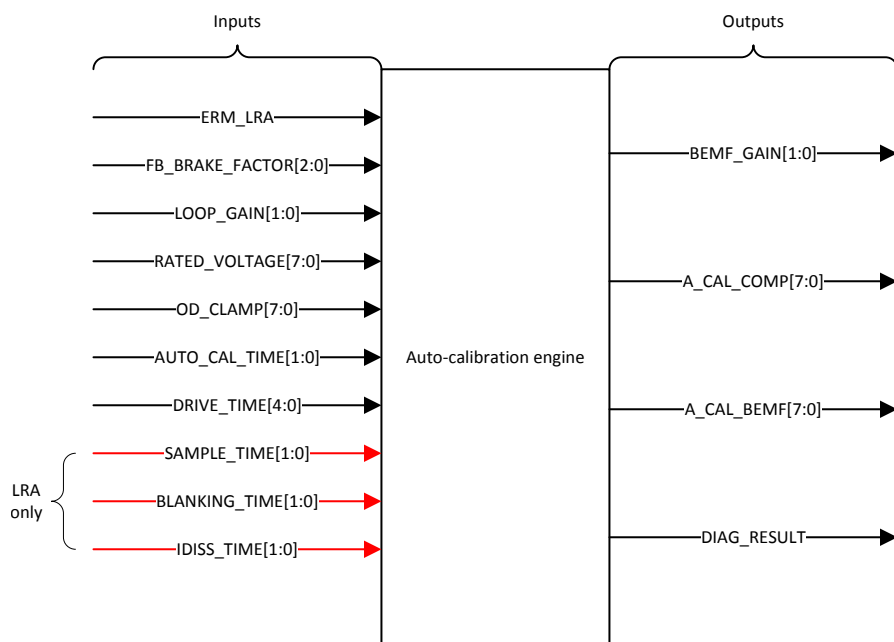 Inputs
Outputs
ERM_LRA
FB_BRAKE_FACTOR[2:0]
LOOP_GAIN[1:0]
RATED_VOLTAGE[7:0]
OD_CLAMP[7:0]
AUTO_CAL_TIME[1:0]
DRIVE_TIME[4:0]
SAMPLE_TIME[1:0]
BLANKING_TIME[1:0]
IDISS_TIME[1:0]
LRA
only
Auto-calibration engine
BEMF_GAIN[1:0]
A_CAL_COMP[7:0]
A_CAL_BEMF[7:0]
DIAG_RESULT